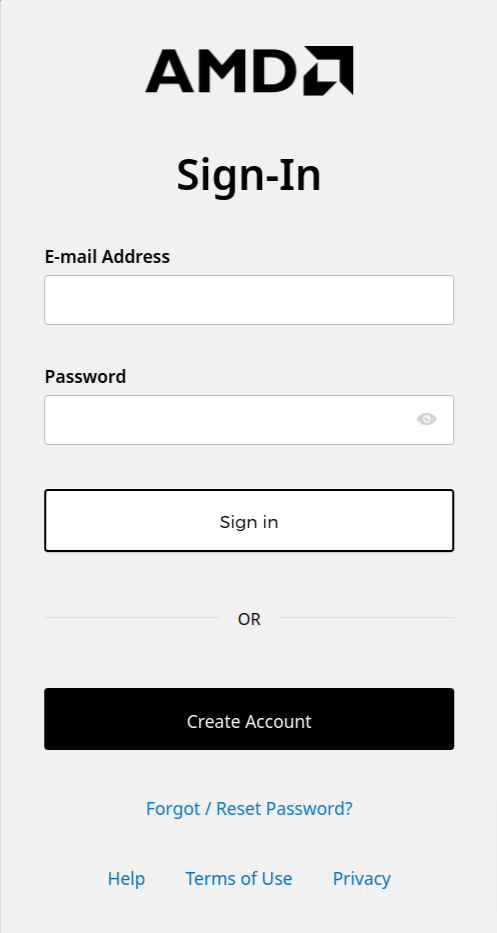 AMD
Sign-In
E-mail Address
Password
Sign in
OR
Create Account
Forgot / Reset Password?
Help Terms of Use Privacy